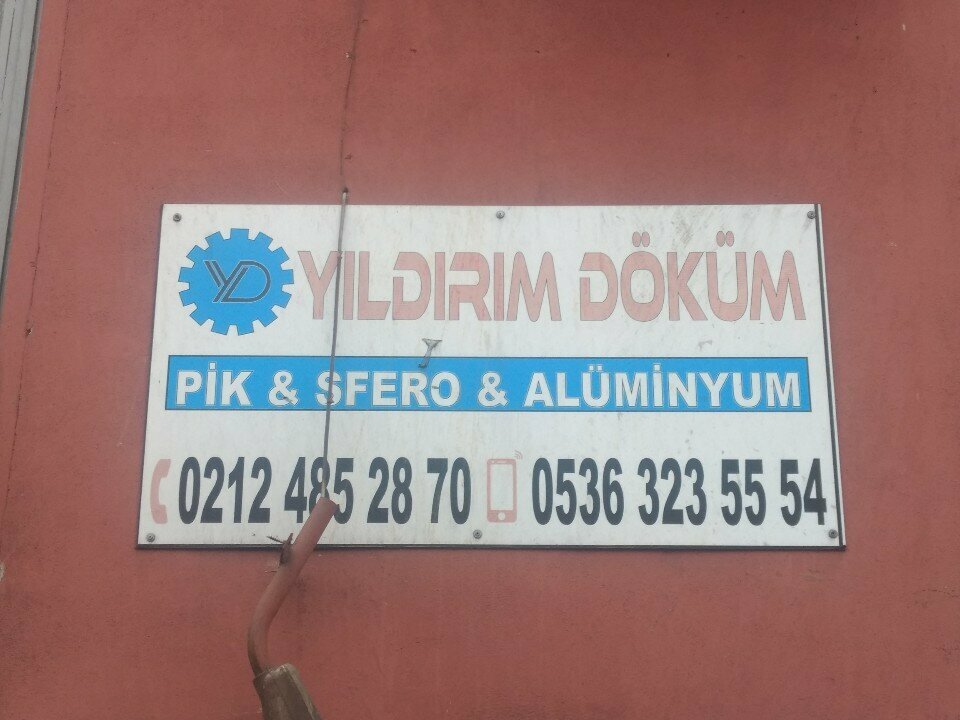 YD YILDIRIM DÖKÜM
PİK & SFERO & ALÜMİNYUM
0212 485 28 70 0536 323 55 54